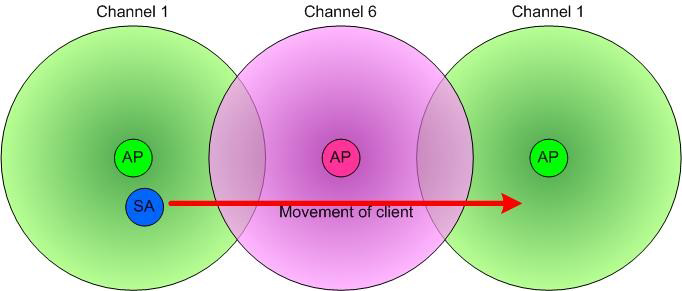 Channel 1
Channel 6
Channel 1
AP
AP
AP
SA
Movement of client